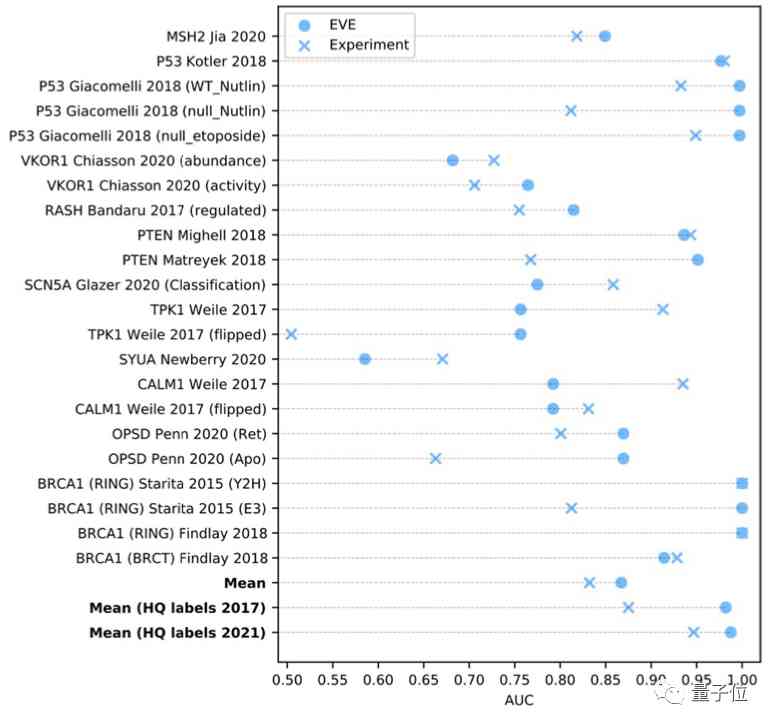 EVE
Experiment
MSH2 Jia 2020
P53 Kotler 2018
P53 Giacomelli 2018 (WT_Nutlin)
P53 Giacomelli 2018 (null_Nutlin)
P53 Giacomelli 2018 (null_etoposide)
VKOR1 Chiasson 2020 (abundance)
VKOR1 Chiasson 2020 (activity)
RASH Bandaru 2017 (regulated)
PTEN Mighell 2018
PTEN Matreyek 2018
SCN5A Glazer 2020 (Classification)
TPK1 Weile 2017
TPK1 Weile 2017 (flipped)
SYUA Newberry 2020
CALM1 Weile 2017
CALM1 Weile 2017 (flipped)
OPSD Penn 2020 (Ret)
OPSD Penn 2020 (Apo)
BRCA1 (RING) Starita 2015 (Y2H)
BRCA1 (RING) Starita 2015 (E3)
BRCA1 (RING) Findlay 2018
BRCA1 (BRCT) Findlay 2018
Mean
Mean (HQ labels 2017)
Mean (HQ labels 2021)
0.50 0.55 0.60 0.65 0.70 0.75 0.80 0.85 0.90 0.95 1.00
AUC
量子位